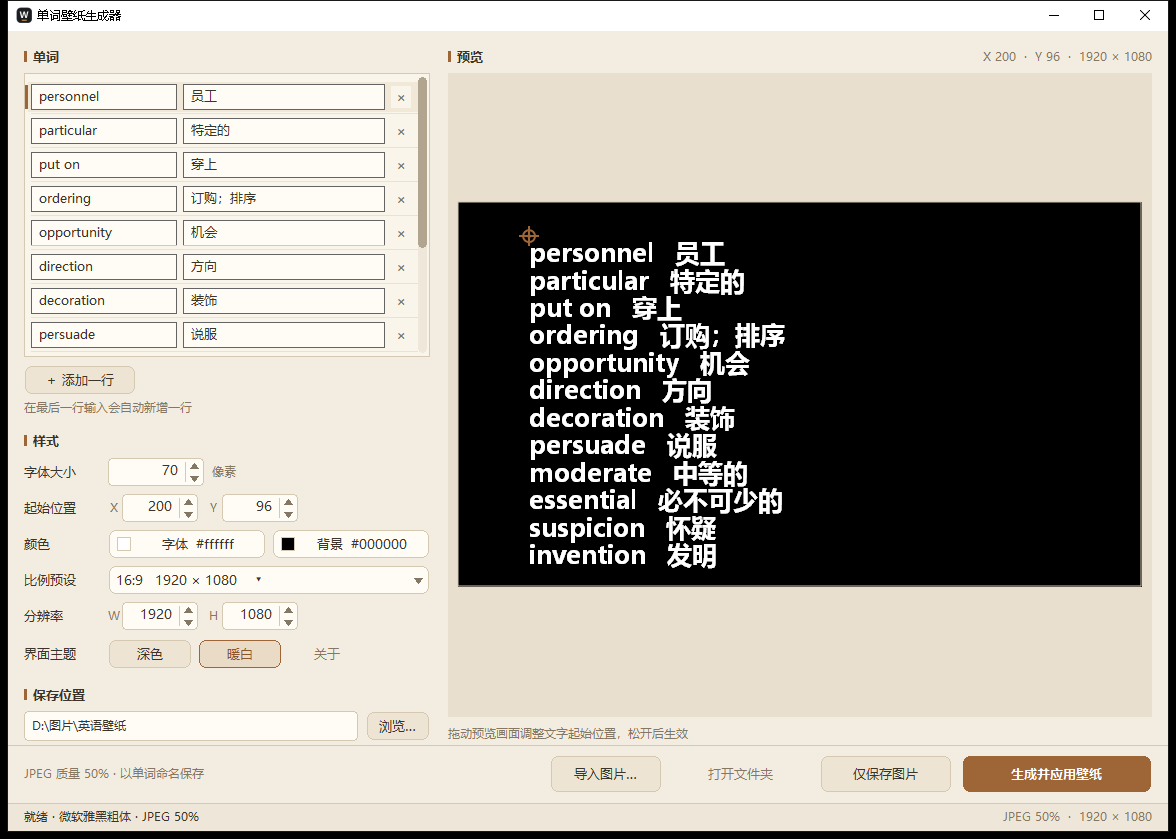 W 单词壁纸生成器
单词
personnel 员工 ×
particular 特定的 ×
put on 穿上 ×
ordering 订购；排序 ×
opportunity 机会 ×
direction 方向 ×
decoration 装饰 ×
persuade 说服 ×
+ 添加一行
在最后一行输入会自动新增一行
样式
字体大小 70 像素
起始位置 X 200 Y 96
颜色 字体 #ffffff 背景 #000000
比例预设 16:9 1920 × 1080
分辨率 W 1920 H 1080
界面主题 深色 暖白 关于
保存位置
D:\图片\英语壁纸 浏览...
预览 X 200 · Y 96 · 1920 × 1080
personnel 员工
particular 特定的
put on 穿上
ordering 订购；排序
opportunity 机会
direction 方向
decoration 装饰
persuade 说服
moderate 中等的
essential 必不可少的
suspicion 怀疑
invention 发明
拖动预览画面调整文字起始位置，松开后生效
JPEG 质量 50% · 以单词命名保存 导入图片... 打开文件夹 仅保存图片 生成并应用壁纸
就绪 · 微软雅黑粗体 · JPEG 50% JPEG 50% · 1920 × 1080